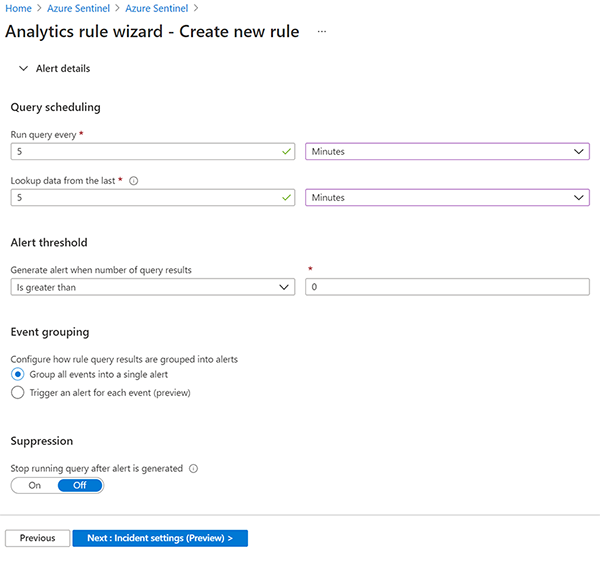 Home > Azure Sentinel > Azure Sentinel >
Analytics rule wizard - Create new rule ...
Alert details
Query scheduling
Run query every *
5 Minutes
Lookup data from the last *
5 Minutes
Alert threshold
Generate alert when number of query results *
Is greater than 0
Event grouping
Configure how rule query results are grouped into alerts
Group all events into a single alert
Trigger an alert for each event (preview)
Suppression
Stop running query after alert is generated
On Off
Previous Next : Incident settings (Preview) >